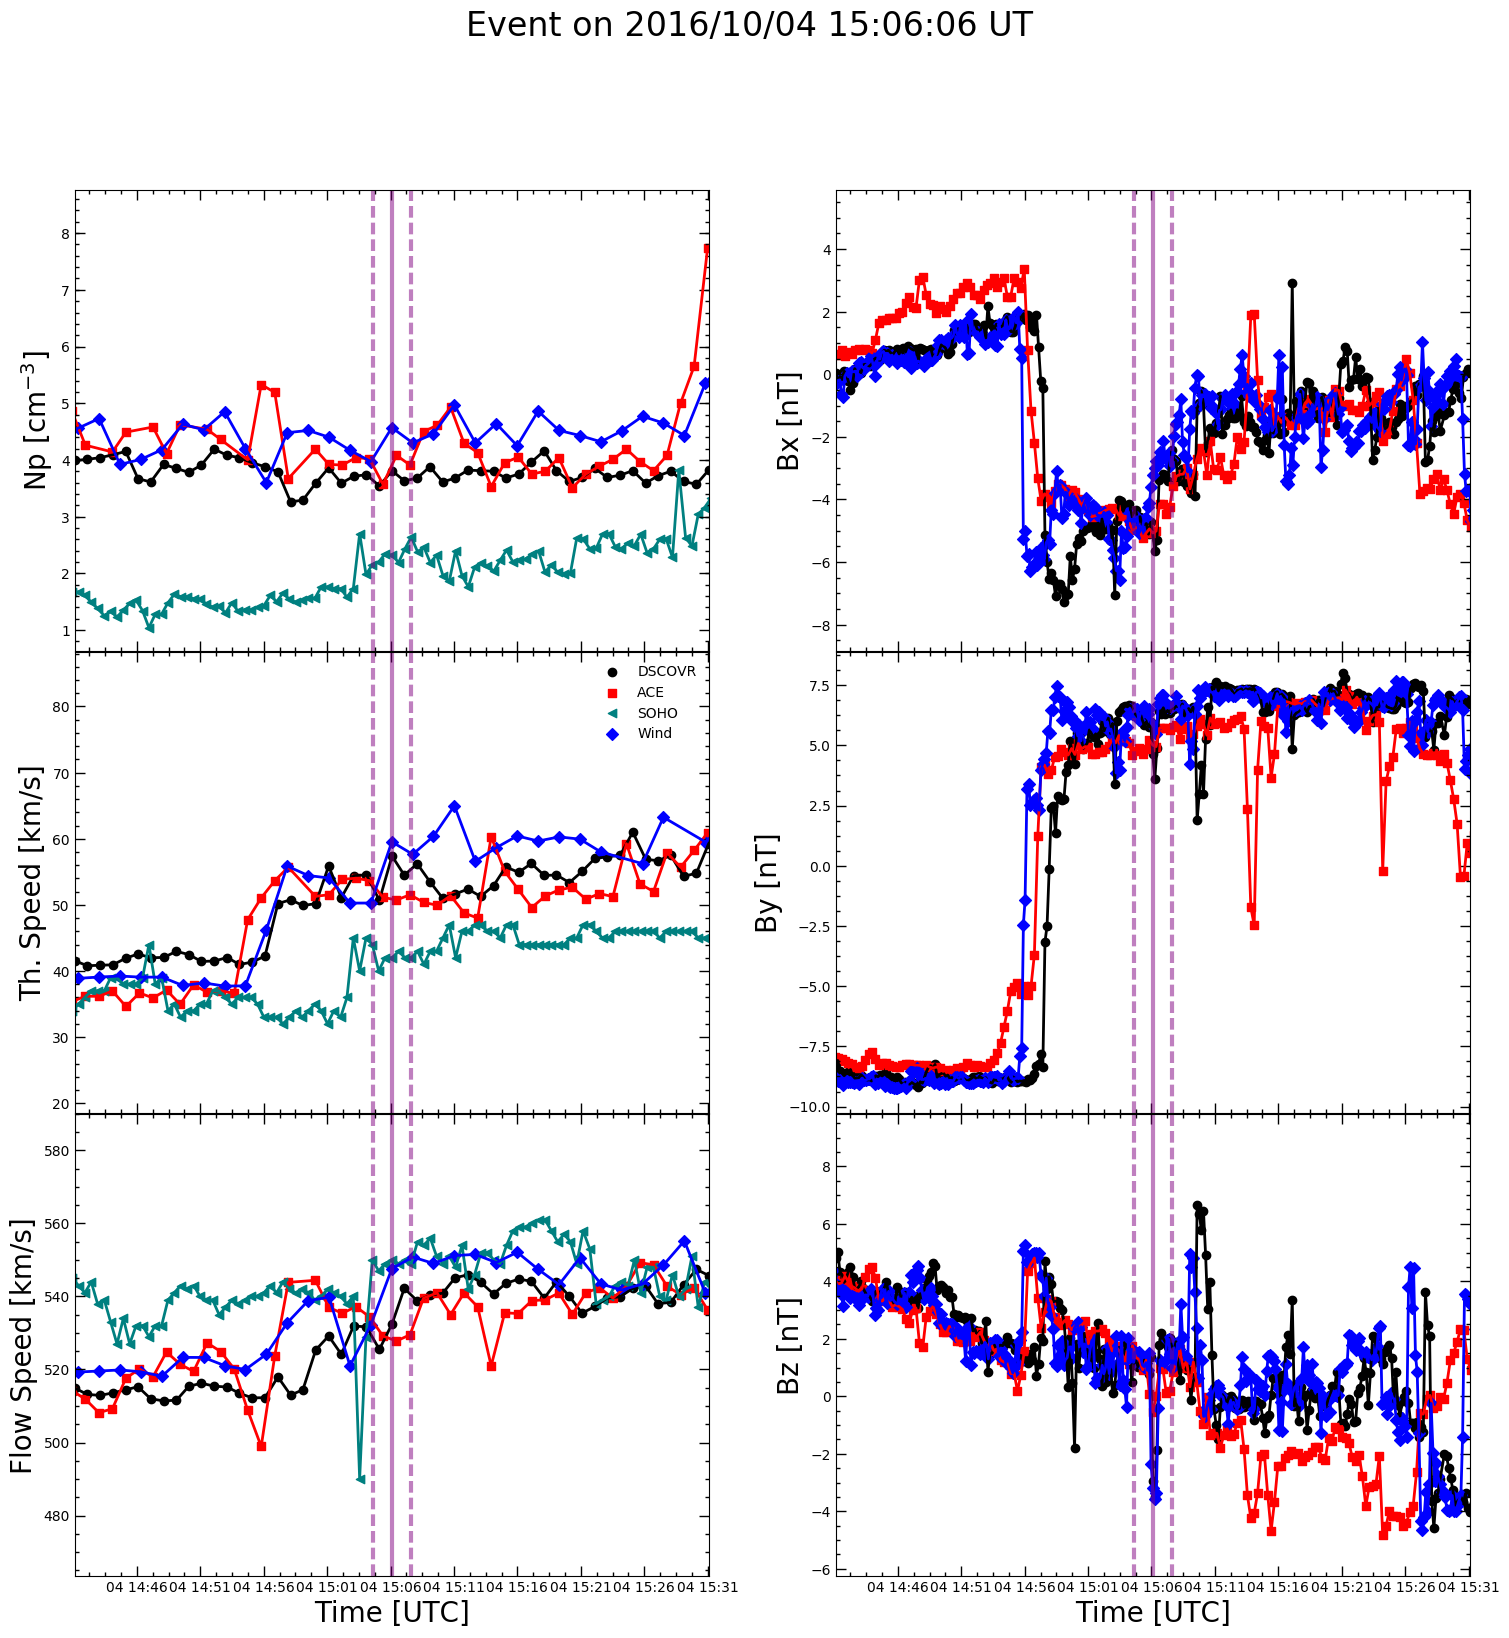 Event on 2016/10/04 15:06:06 UT
Np [cm⁻³]
8
7
6
5
4
3
2
1
Th. Speed [km/s]
80
70
60
50
40
30
20
DSCOVR
ACE
SOHO
Wind
Flow Speed [km/s]
580
560
540
520
500
480
04 14:46 04 14:51 04 14:56 04 15:01 04 15:06 04 15:11 04 15:16 04 15:21 04 15:26 04 15:31
Time [UTC]
Bx [nT]
4
2
0
−2
−4
−6
−8
By [nT]
7.5
5.0
2.5
0.0
−2.5
−5.0
−7.5
−10.0
Bz [nT]
8
6
4
2
0
−2
−4
−6
04 14:46 04 14:51 04 14:56 04 15:01 04 15:06 04 15:11 04 15:16 04 15:21 04 15:26 04 15:31
Time [UTC]